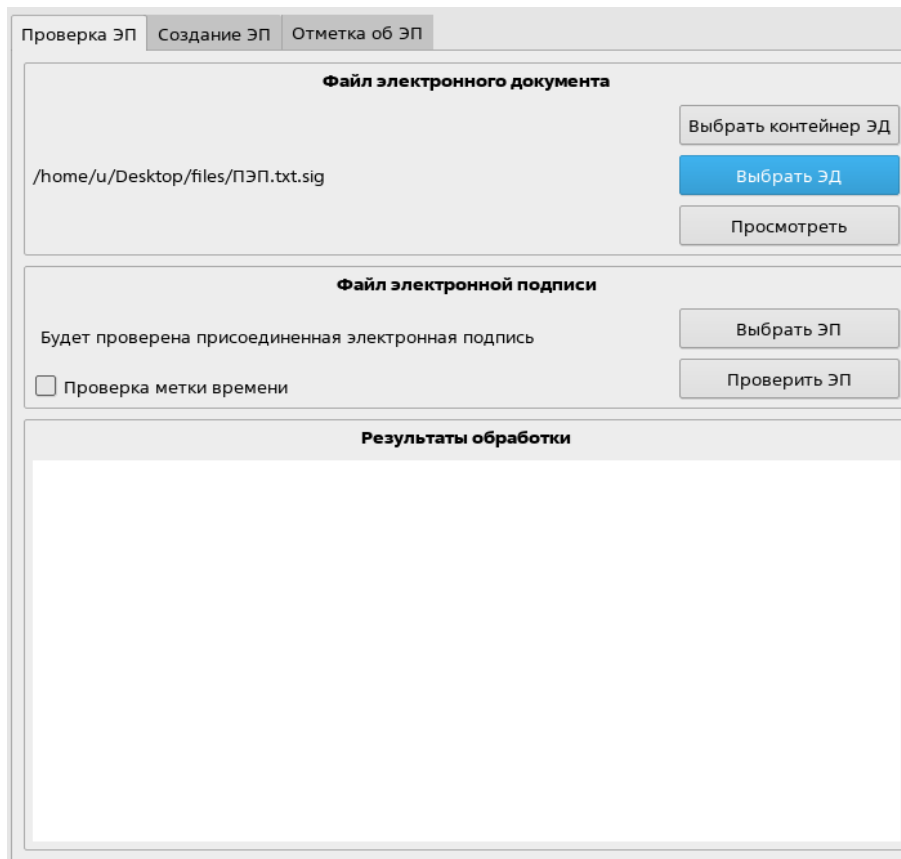 Проверка ЭП Создание ЭП Отметка об ЭП
Файл электронного документа
Выбрать контейнер ЭД
/home/u/Desktop/files/ПЭП.txt.sig
Выбрать ЭД
Просмотреть
Файл электронной подписи
Будет проверена присоединенная электронная подпись
Выбрать ЭП
Проверка метки времени
Проверить ЭП
Результаты обработки